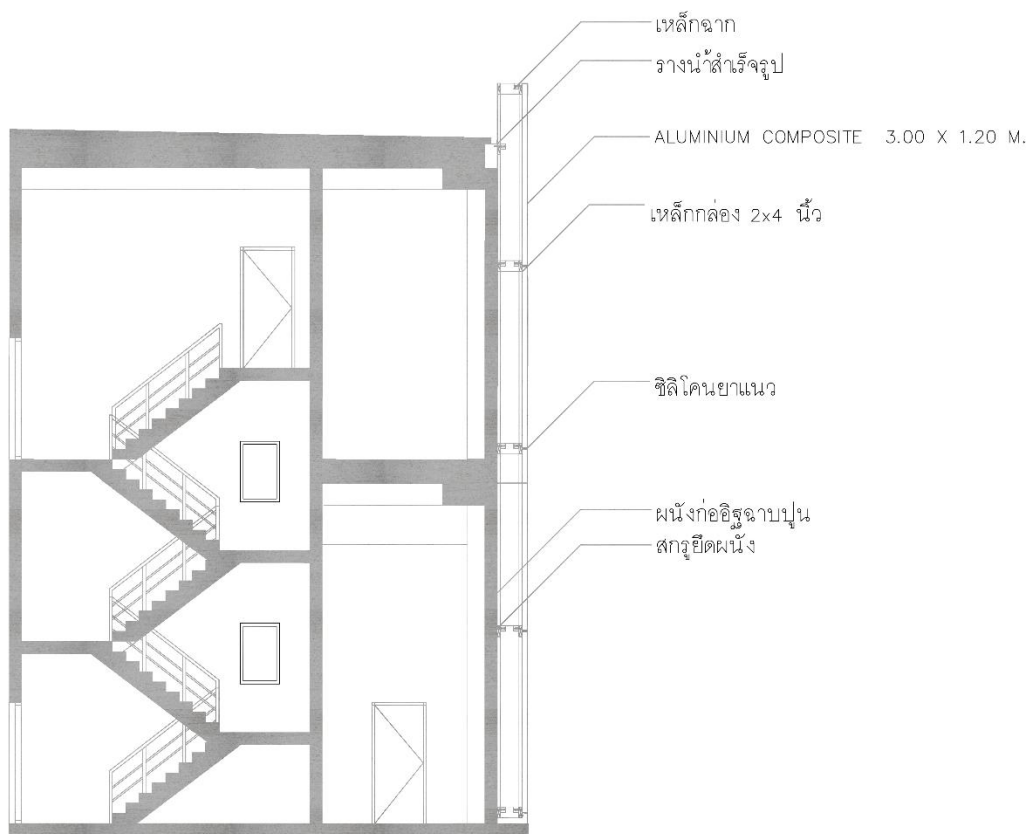 เหล็กฉาก
รางน้ำสำเร็จรูป
ALUMINIUM COMPOSITE 3.00 X 1.20 M.
เหล็กกล่อง 2x4 นิ้ว
ซิลิโคนยาแนว
ผนังก่ออิฐฉาบปูน
สกรูยึดผนัง